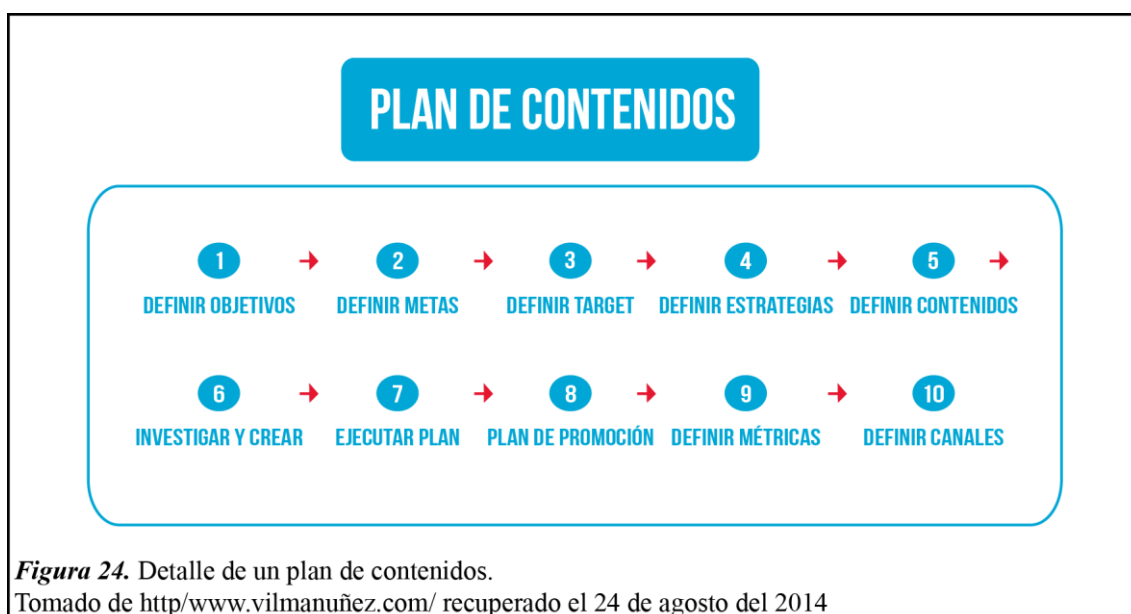 PLAN DE CONTENIDOS
1 2 3 4 5
DEFINIR OBJETIVOS DEFINIR METAS DEFINIR TARGET DEFINIR ESTRATEGIAS DEFINIR CONTENIDOS
6 7 8 9 10
INVESTIGAR Y CREAR EJECUTAR PLAN PLAN DE PROMOCIÓN DEFINIR MÉTRICAS DEFINIR CANALES
Figura 24. Detalle de un plan de contenidos.
Tomado de http/www.vilmanuñez.com/ recuperado el 24 de agosto del 2014